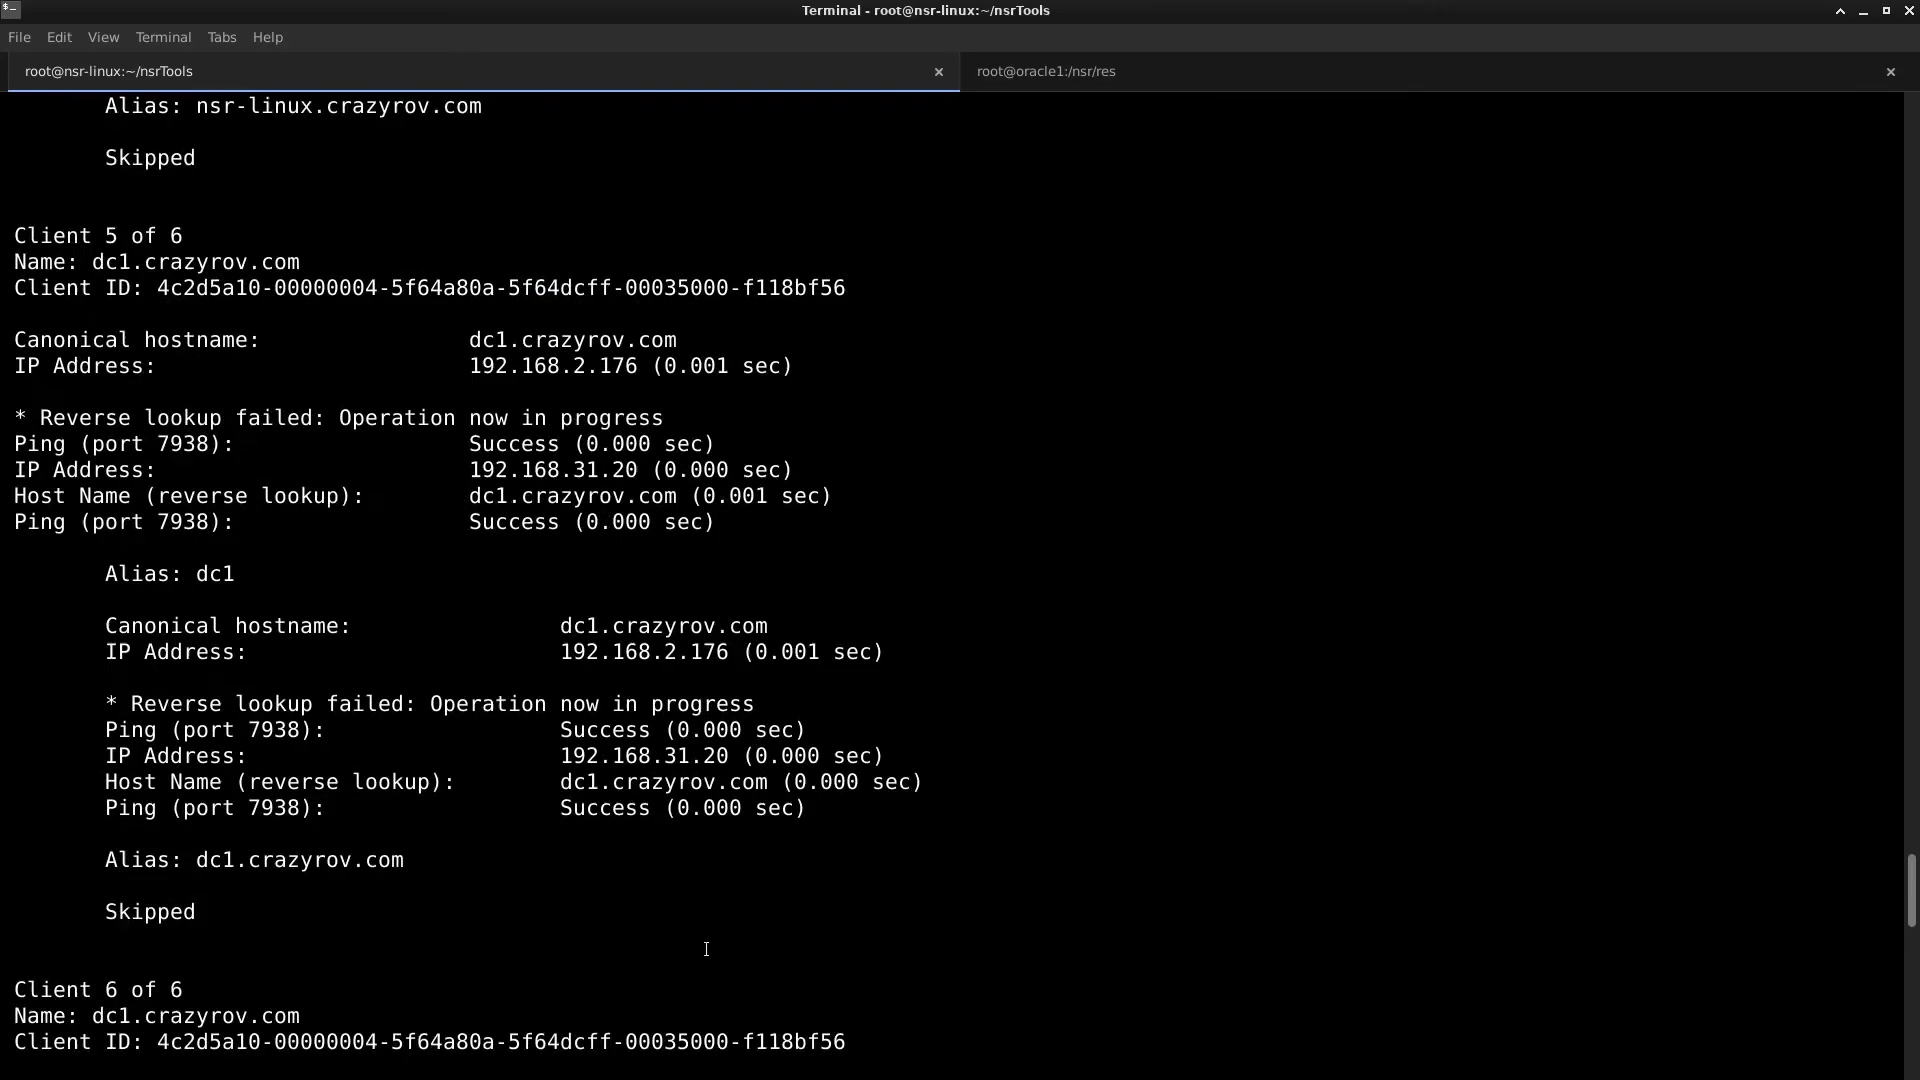 Terminal - root@nsr-linux:~/nsrTools
File Edit View Terminal Tabs Help
root@nsr-linux:~/nsrTools × root@oracle1:/nsr/res ×
Alias: nsr-linux.crazyrov.com
Skipped
Client 5 of 6
Name: dc1.crazyrov.com
Client ID: 4c2d5a10-00000004-5f64a80a-5f64dcff-00035000-f118bf56
Canonical hostname: dc1.crazyrov.com
IP Address: 192.168.2.176 (0.001 sec)
* Reverse lookup failed: Operation now in progress
Ping (port 7938): Success (0.000 sec)
IP Address: 192.168.31.20 (0.000 sec)
Host Name (reverse lookup): dc1.crazyrov.com (0.001 sec)
Ping (port 7938): Success (0.000 sec)
Alias: dc1
Canonical hostname: dc1.crazyrov.com
IP Address: 192.168.2.176 (0.001 sec)
* Reverse lookup failed: Operation now in progress
Ping (port 7938): Success (0.000 sec)
IP Address: 192.168.31.20 (0.000 sec)
Host Name (reverse lookup): dc1.crazyrov.com (0.000 sec)
Ping (port 7938): Success (0.000 sec)
Alias: dc1.crazyrov.com
Skipped
Client 6 of 6
Name: dc1.crazyrov.com
Client ID: 4c2d5a10-00000004-5f64a80a-5f64dcff-00035000-f118bf56